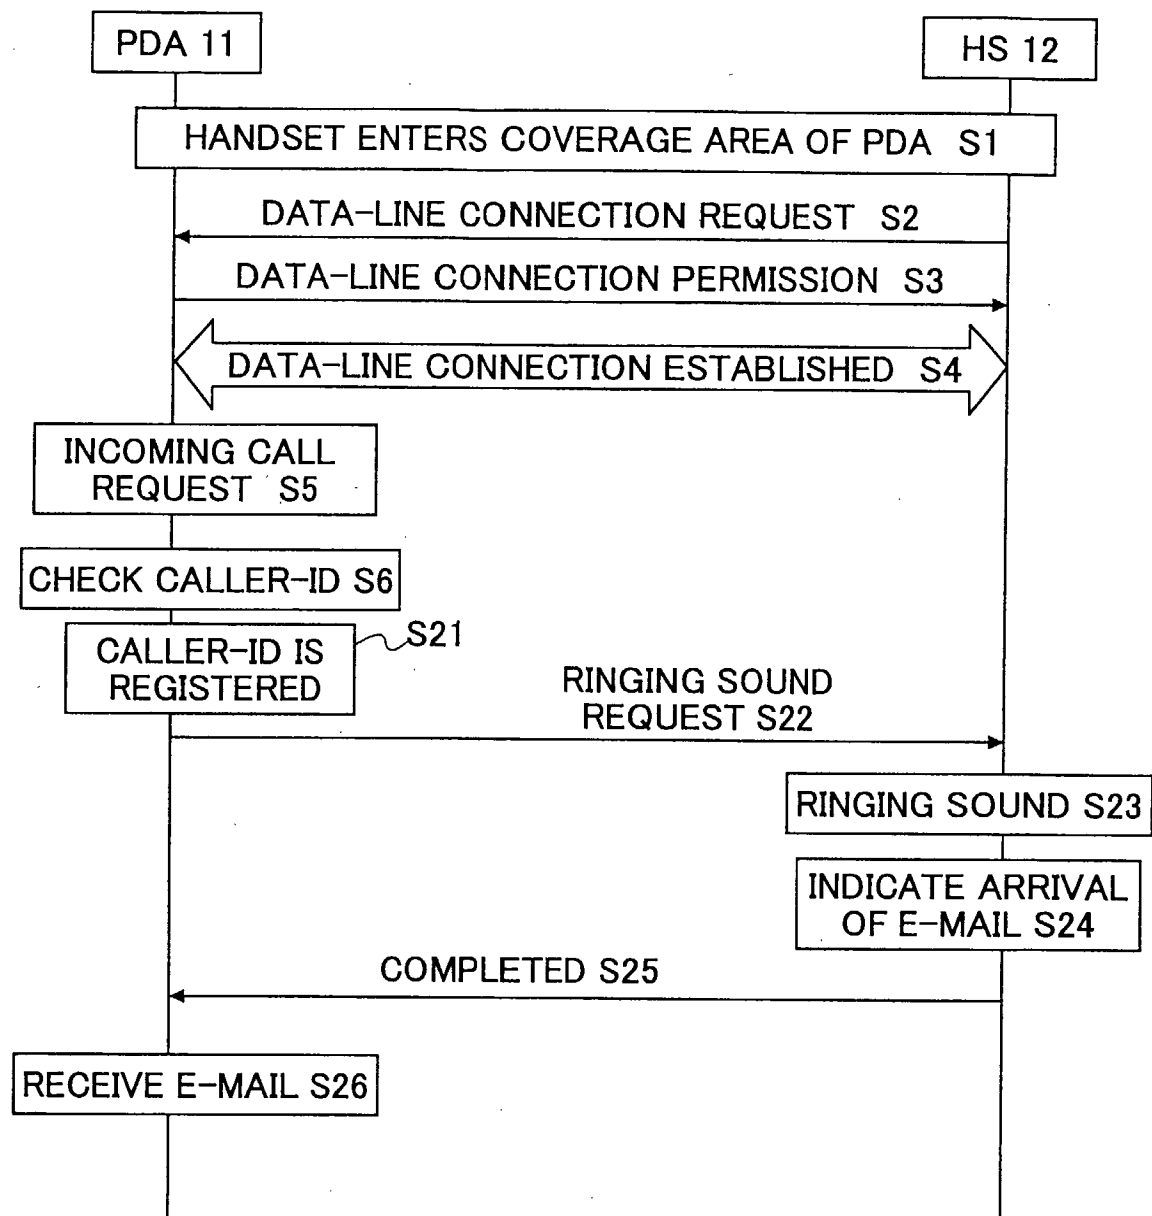 PDA 11
HS 12
HANDSET ENTERS COVERAGE AREA OF PDA S1
DATA-LINE CONNECTION REQUEST S2
DATA-LINE CONNECTION PERMISSION S3
DATA-LINE CONNECTION ESTABLISHED S4
INCOMING CALL
REQUEST S5
CHECK CALLER-ID S6
S21
CALLER-ID IS
REGISTERED
RINGING SOUND
REQUEST S22
RINGING SOUND S23
INDICATE ARRIVAL
OF E-MAIL S24
COMPLETED S25
RECEIVE E-MAIL S26